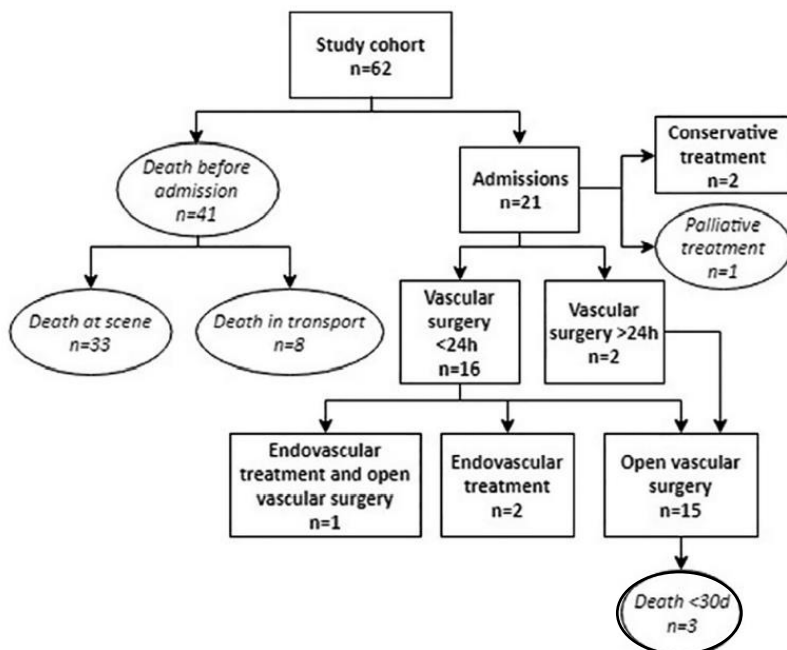 Study cohort
n=62
Death before
admission
n=41
Admissions
n=21
Conservative
treatment
n=2
Palliative
treatment
n=1
Death at scene
n=33
Death in transport
n=8
Vascular
surgery
<24h
n=16
Vascular
surgery >24h
n=2
Endovascular
treatment and open
vascular surgery
n=1
Endovascular
treatment
n=2
Open vascular
surgery
n=15
Death <30d
n=3